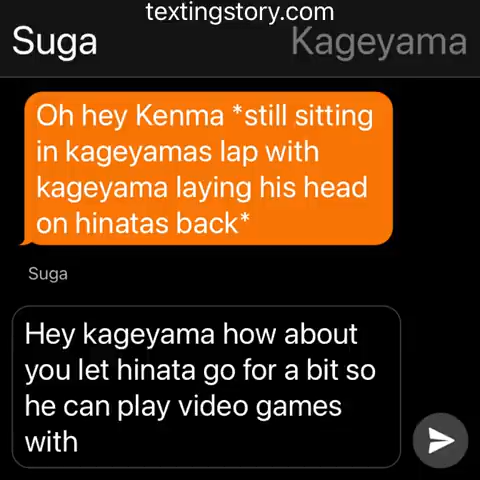 textingstory.com
Suga Kageyama
Oh hey Kenma *still sitting
in kageyamas lap with
kageyama laying his head
on hinatas back*
Suga
Hey kageyama how about
you let hinata go for a bit so
he can play video games
with